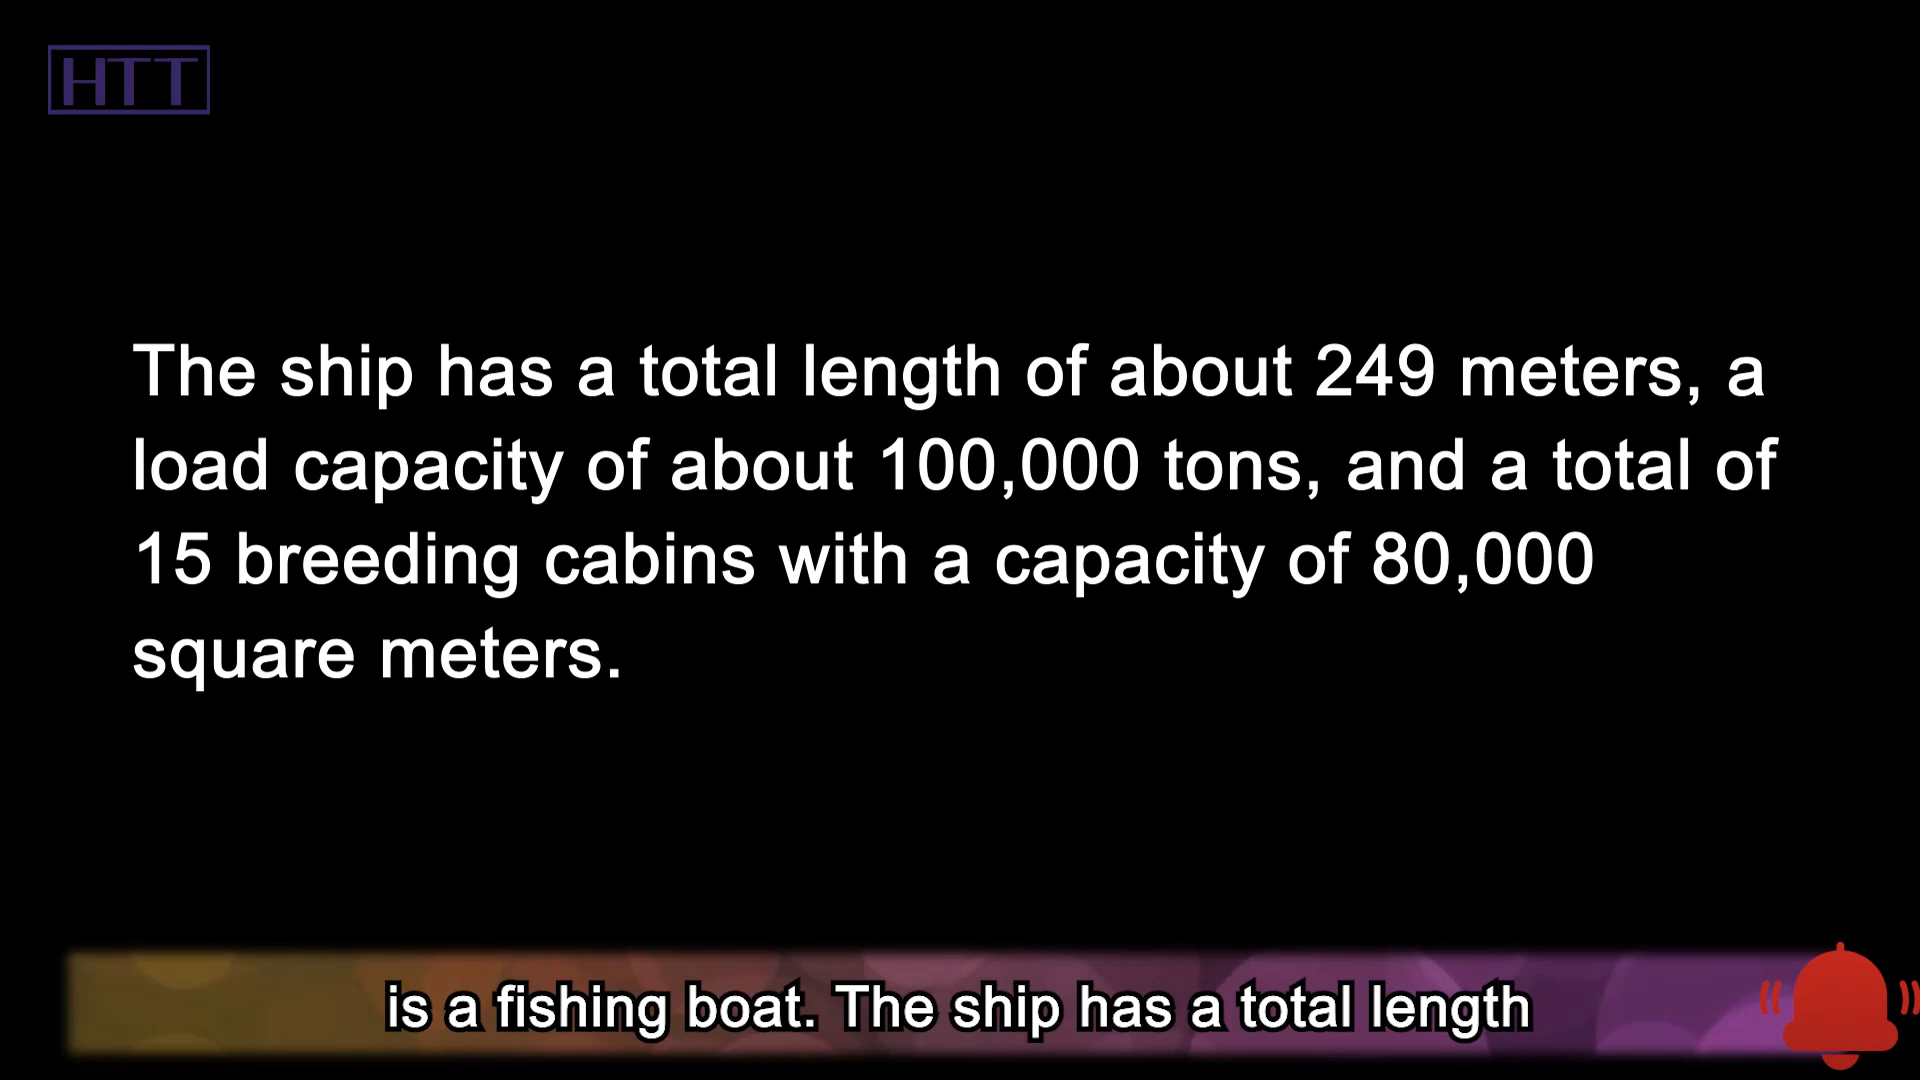 HTT
The ship has a total length of about 249 meters, a
load capacity of about 100,000 tons, and a total of
15 breeding cabins with a capacity of 80,000
square meters.
is a fishing boat. The ship has a total length